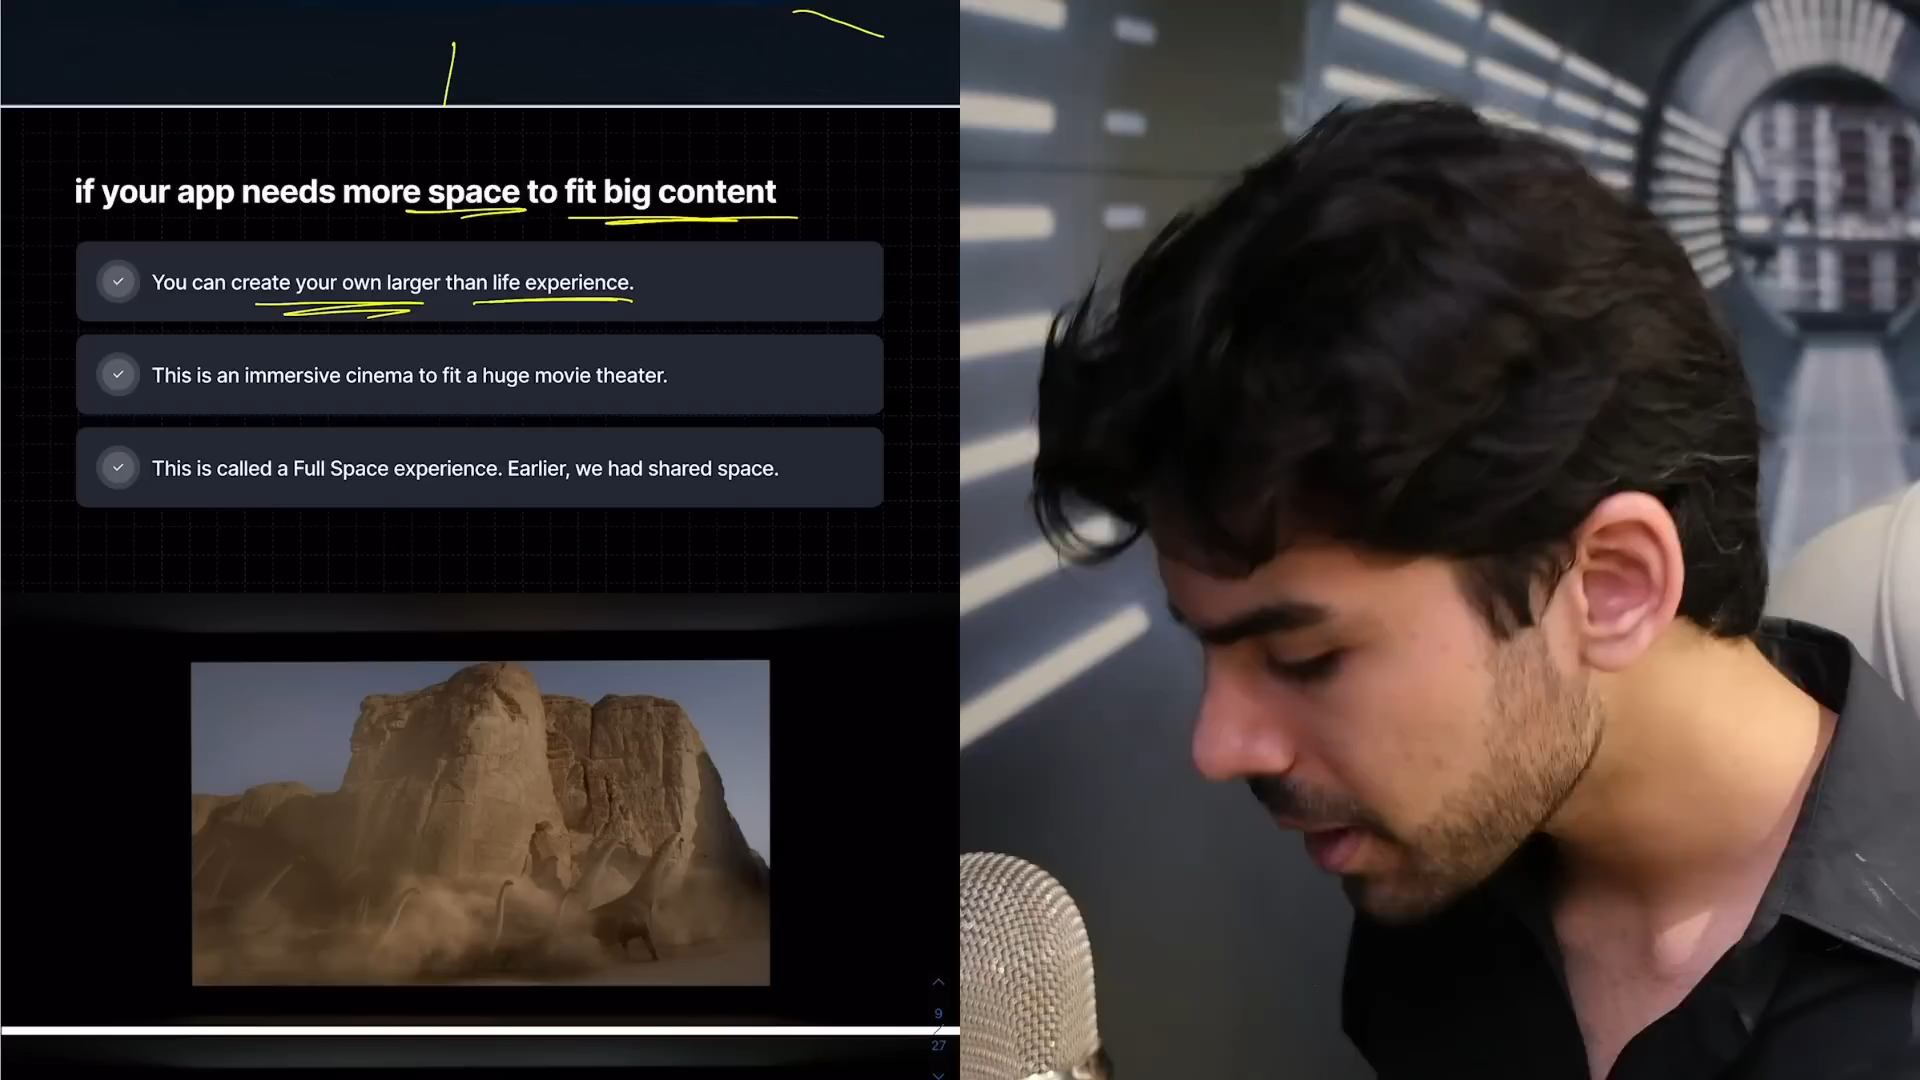 if your app needs more space to fit big content
You can create your own larger than life experience.
This is an immersive cinema to fit a huge movie theater.
This is called a Full Space experience. Earlier, we had shared space.
9
/
27